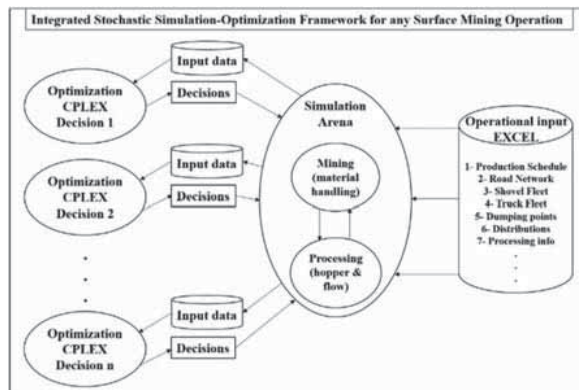 Integrated Stochastic Simulation-Optimization Framework for any Surface Mining Operation
Input data
Optimization
CPLEX
Decision 1
Decisions
Simulation
Arena
Operational input
EXCEL
Mining
(material
handling)
1- Production Schedule
2- Road Network
3- Shovel Fleet
4- Truck Fleet
5- Dumping points
6- Distributions
7- Processing info
.
.
.
Input data
Optimization
CPLEX
Decision 2
Decisions
Processing
(hopper &
flow)
.
.
.
Input data
Optimization
CPLEX
Decision n
Decisions